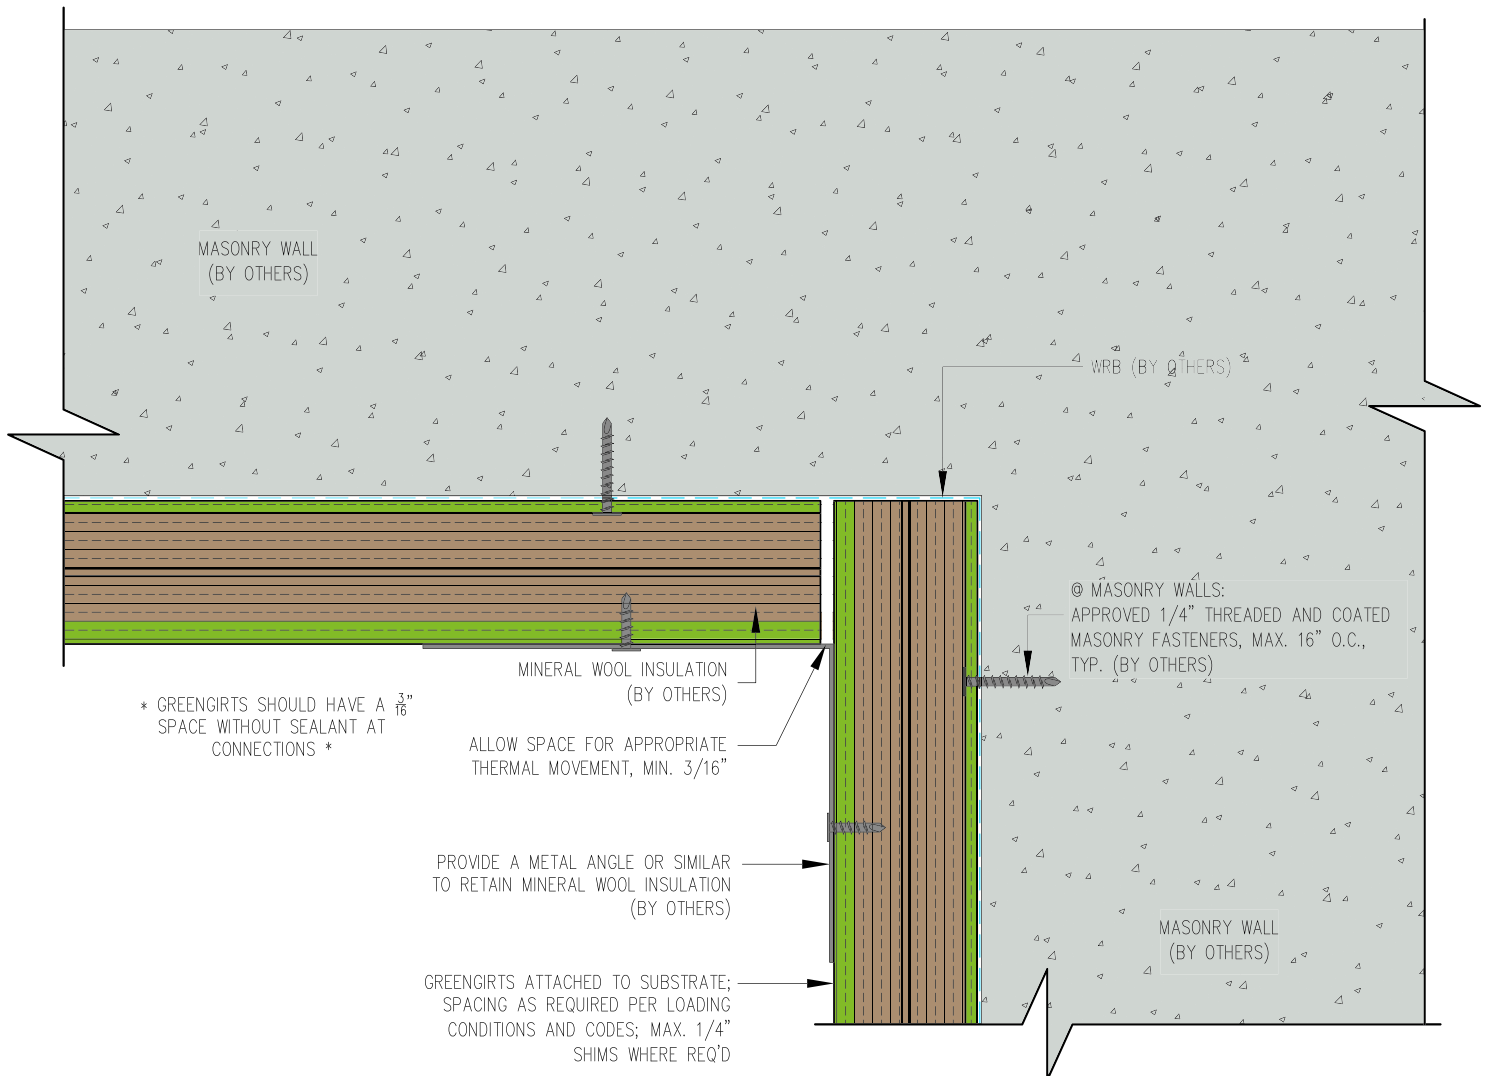 MASONRY WALL
(BY OTHERS)
WRB (BY OTHERS)
@ MASONRY WALLS:
APPROVED 1/4" THREADED AND COATED
MASONRY FASTENERS, MAX. 16" O.C.,
TYP. (BY OTHERS)
MINERAL WOOL INSULATION
(BY OTHERS)
* GREENGIRTS SHOULD HAVE A 3/16"
SPACE WITHOUT SEALANT AT
CONNECTIONS *
ALLOW SPACE FOR APPROPRIATE
THERMAL MOVEMENT, MIN. 3/16"
PROVIDE A METAL ANGLE OR SIMILAR
TO RETAIN MINERAL WOOL INSULATION
(BY OTHERS)
MASONRY WALL
(BY OTHERS)
GREENGIRTS ATTACHED TO SUBSTRATE;
SPACING AS REQUIRED PER LOADING
CONDITIONS AND CODES; MAX. 1/4"
SHIMS WHERE REQ'D